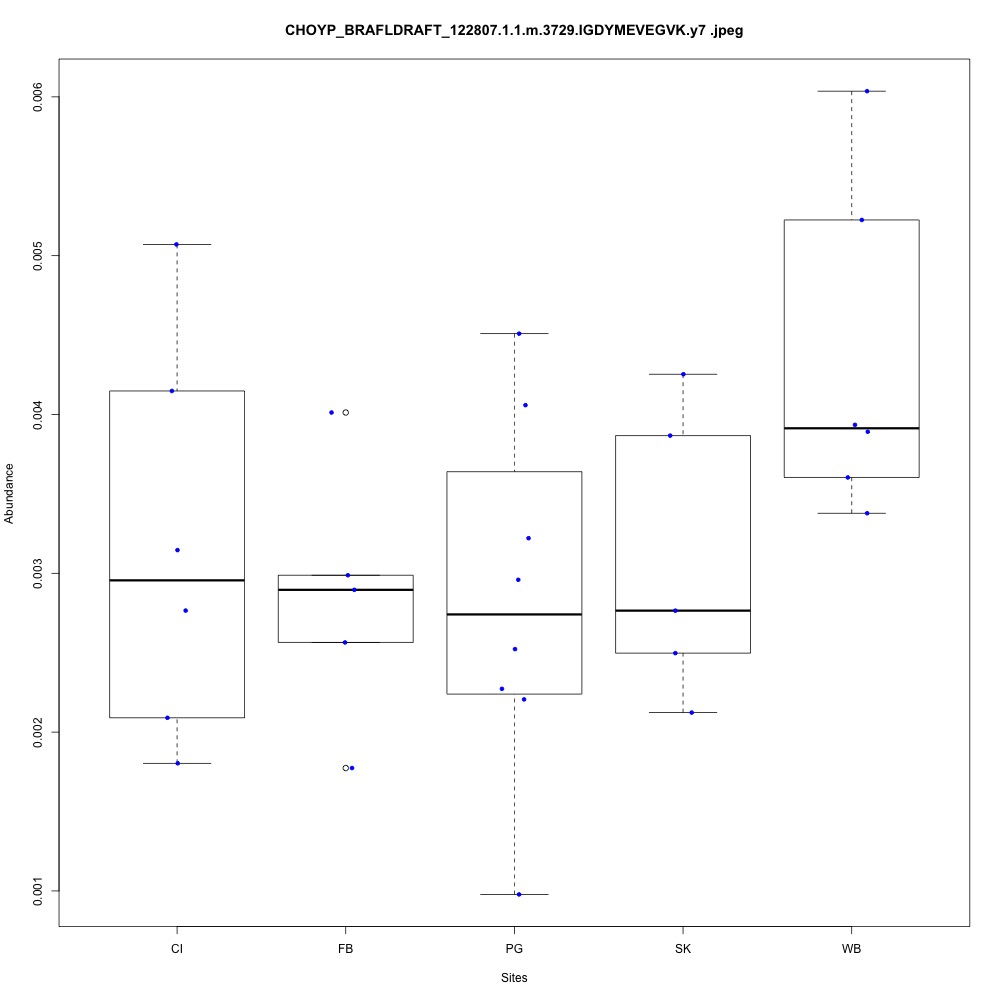 CHOYP_BRAFLDRAFT_122807.1.1.m.3729.IGDYMEVEGVK.y7 .jpeg
0.006
0.005
0.004
0.003
0.002
0.001
Abundance
CI FB PG SK WB
Sites